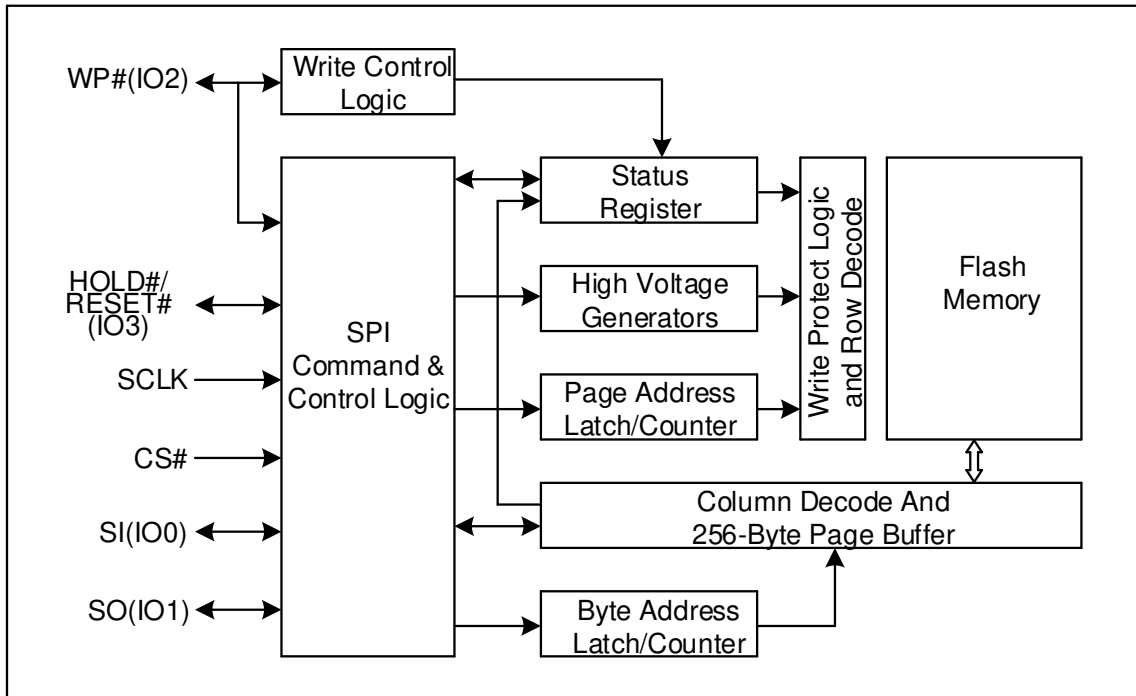 WP#(IO2)
Write Control
Logic
HOLD#/
RESET#
(IO3)
SCLK
CS#
SI(IO0)
SO(IO1)
SPI
Command &
Control Logic
Status
Register
High Voltage
Generators
Page Address
Latch/Counter
Write Protect Logic
and Row Decode
Flash
Memory
Column Decode And
256-Byte Page Buffer
Byte Address
Latch/Counter